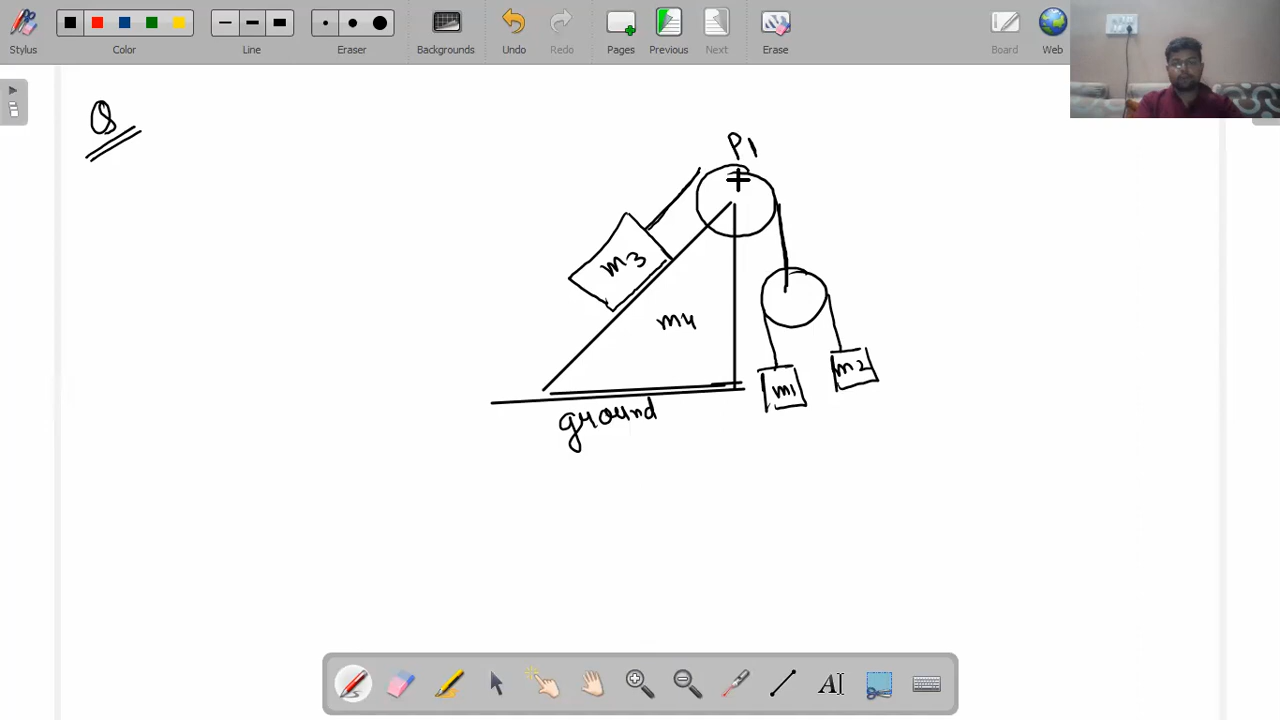 Stylus
Color
Line
Eraser
Backgrounds
Undo
Redo
Pages
Previous
Next
Erase
Board
Web
Q
P1
m3
m4
m1
m2
ground
AI